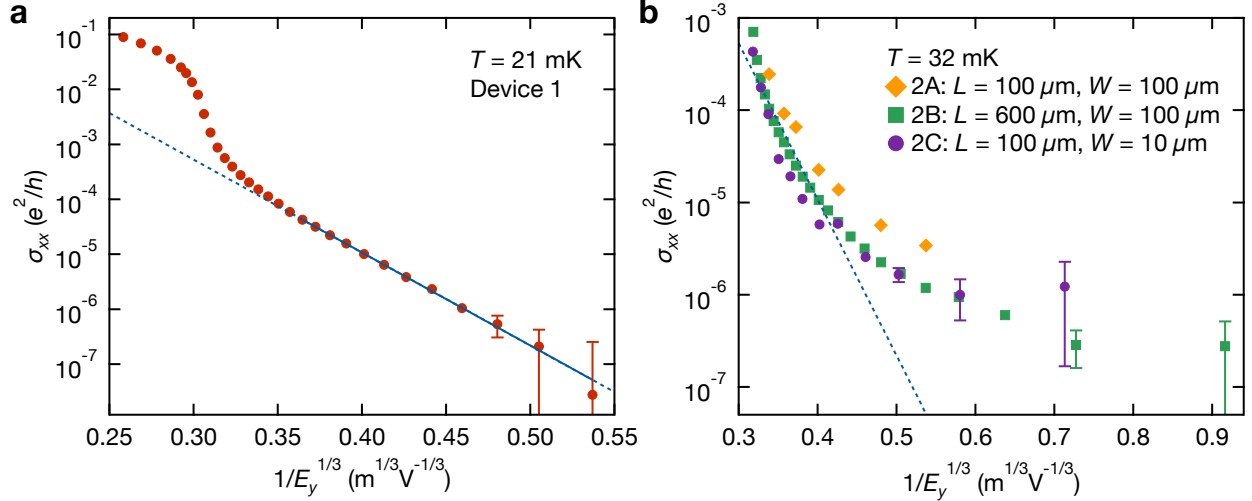 a
T = 21 mK
Device 1
σxx (e²/h)
10⁻¹
10⁻²
10⁻³
10⁻⁴
10⁻⁵
10⁻⁶
10⁻⁷
0.25 0.30 0.35 0.40 0.45 0.50 0.55
1/Ey^1/3 (m^1/3V^-1/3)
b
T = 32 mK
2A: L = 100 µm, W = 100 µm
2B: L = 600 µm, W = 100 µm
2C: L = 100 µm, W = 10 µm
σxx (e²/h)
10⁻³
10⁻⁴
10⁻⁵
10⁻⁶
10⁻⁷
0.3 0.4 0.5 0.6 0.7 0.8 0.9
1/Ey^1/3 (m^1/3V^-1/3)